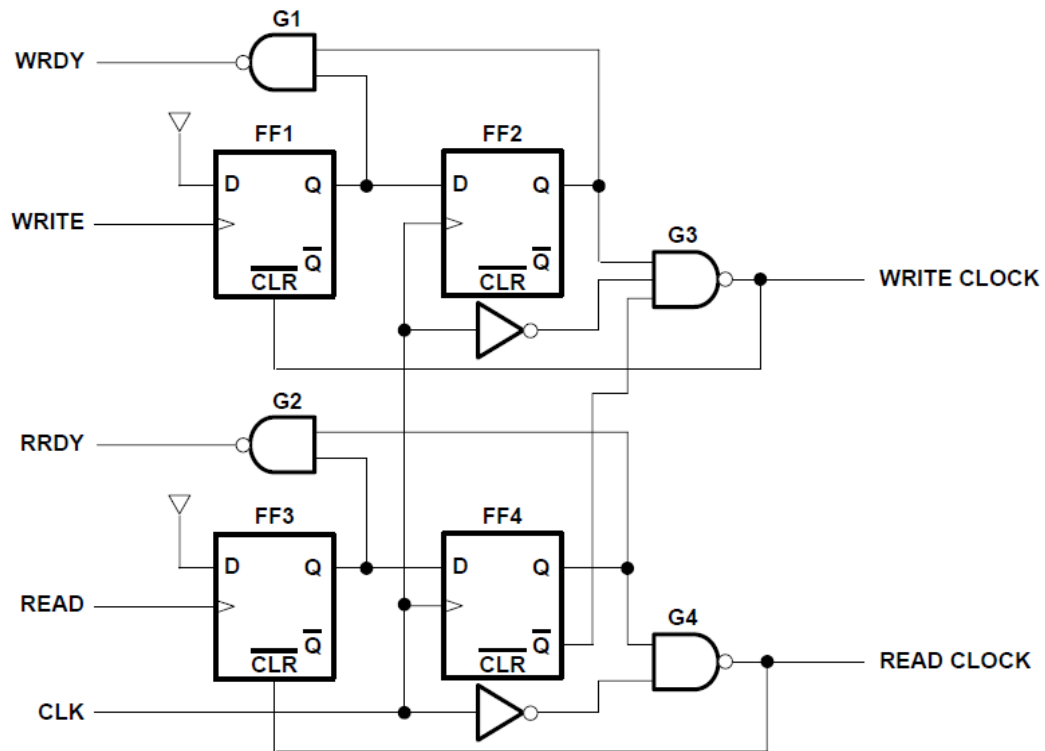 G1
WRDY
FF1
FF2
D
Q
D
Q
WRITE
Q
Q
CLR
CLR
G3
WRITE CLOCK
G2
RRDY
FF3
FF4
D
Q
D
Q
READ
Q
Q
CLR
CLR
G4
READ CLOCK
CLK